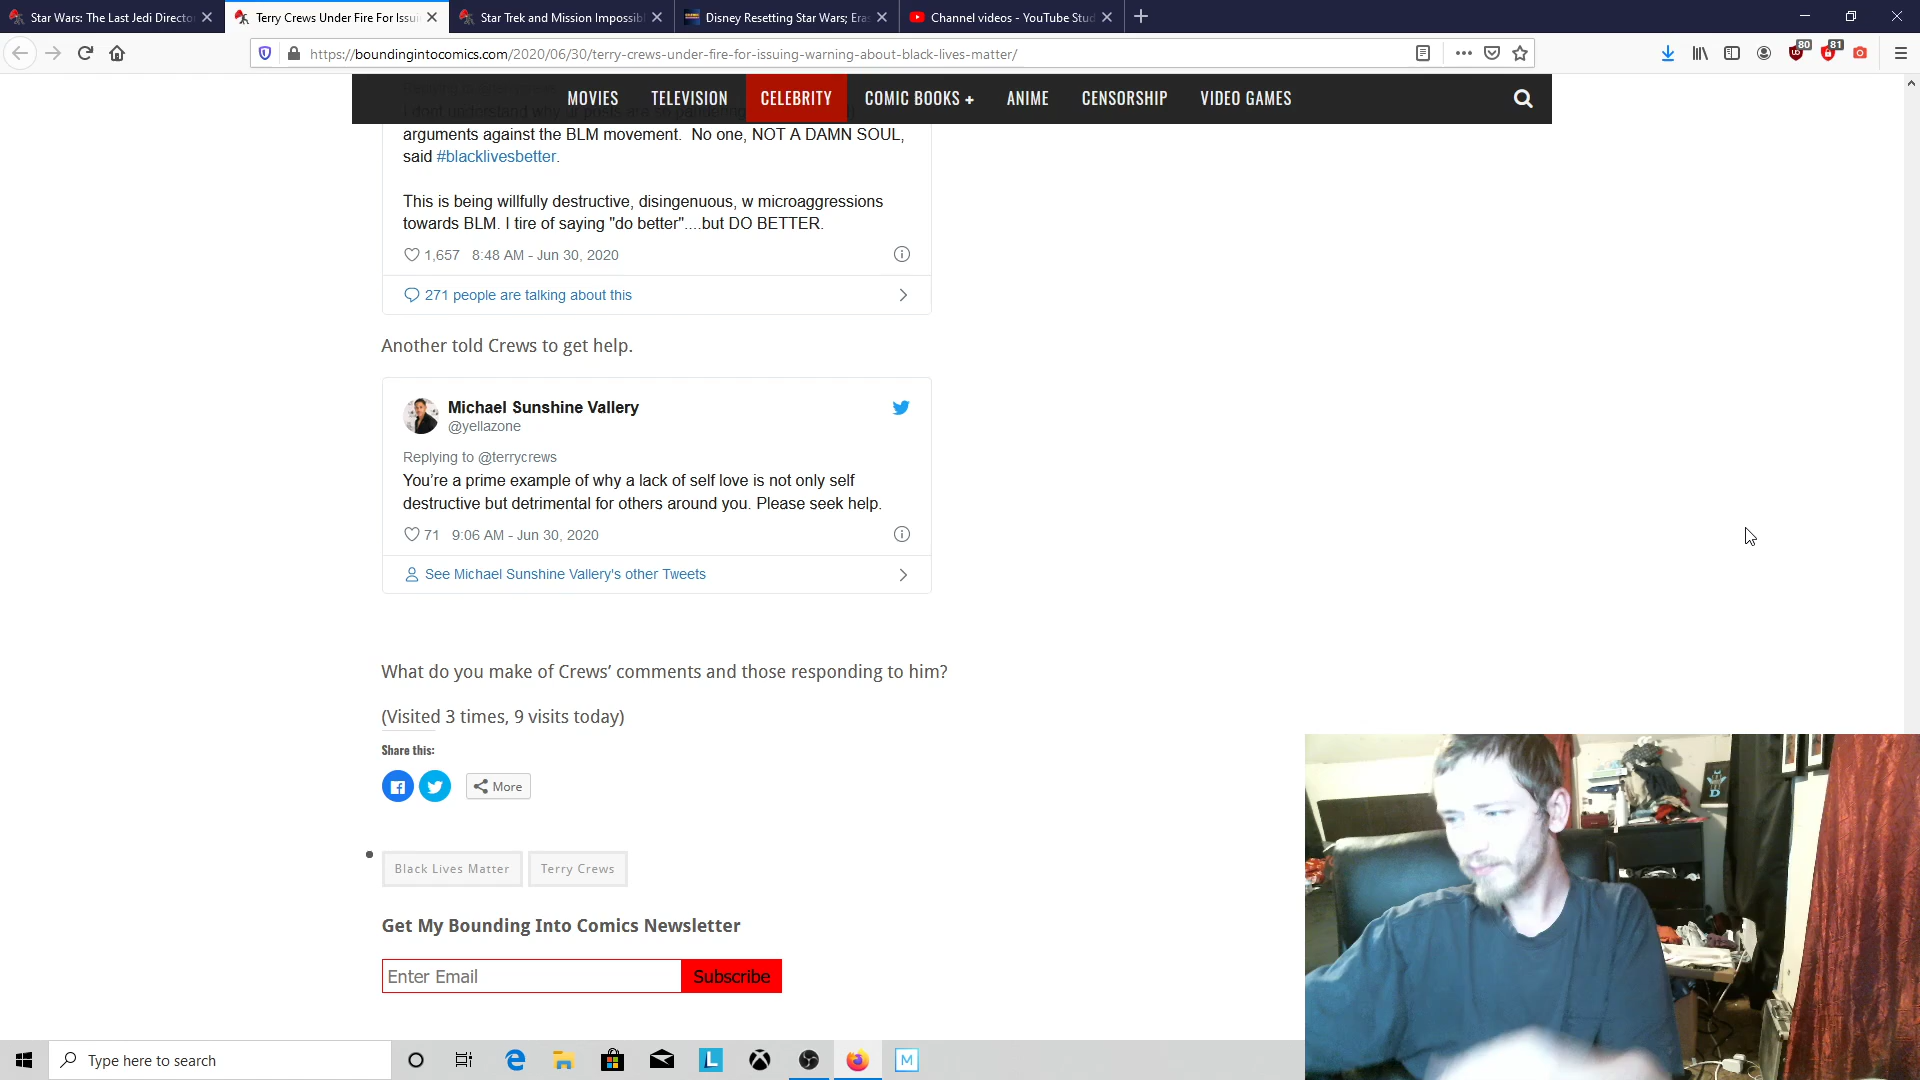 Star Wars: The Last Jedi Directo
Terry Crews Under Fire For Issui
Star Trek and Mission Impossibl
Disney Resetting Star Wars; Era
Channel videos - YouTube Stud
https://boundingintocomics.com/2020/06/30/terry-crews-under-fire-for-issuing-warning-about-black-lives-matter/
80
81
MOVIES TELEVISION CELEBRITY COMIC BOOKS + ANIME CENSORSHIP VIDEO GAMES
arguments against the BLM movement. No one, NOT A DAMN SOUL,
said #blacklivesbetter.
This is being willfully destructive, disingenuous, w microaggressions
towards BLM. I tire of saying "do better"....but DO BETTER.
1,657 8:48 AM - Jun 30, 2020
271 people are talking about this
Another told Crews to get help.
Michael Sunshine Vallery
@yellazone
Replying to @terrycrews
You’re a prime example of why a lack of self love is not only self
destructive but detrimental for others around you. Please seek help.
71 9:06 AM - Jun 30, 2020
See Michael Sunshine Vallery's other Tweets
What do you make of Crews’ comments and those responding to him?
(Visited 3 times, 9 visits today)
Share this:
More
Black Lives Matter Terry Crews
Get My Bounding Into Comics Newsletter
Enter Email Subscribe
Type here to search
L
M
D